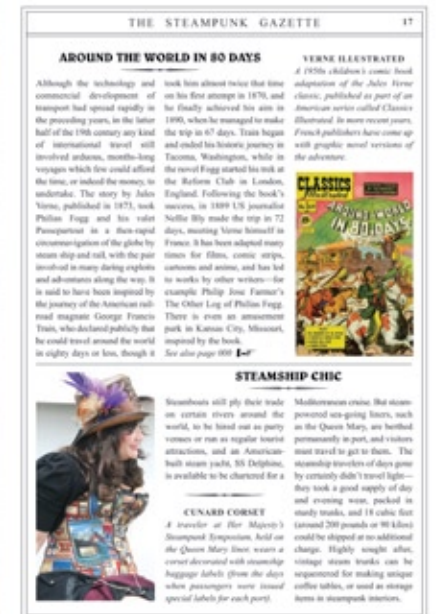 THE STEAMPUNK GAZETTE
17
AROUND THE WORLD IN 80 DAYS
Although the technology and
commercial development of
transport had spread rapidly in
the preceding years, in the latter
half of the 19th century any kind
of international travel still
involved arduous, months-long
voyages which few could afford
the time, or indeed the money, to
undertake. The story by Jules
Verne, published in 1873, took
Philias Fogg and his valet
Passepartout in a then-rapid
circumnavigation of the globe by
steam ship and rail, with the pair
involved in many daring exploits
and adventures along the way. It
is said to have been inspired by
the journey of the American rail-
road magnate George Francis
Train, who declared publicly that
he could travel around the world
in eighty days or less, though it
took him almost twice that time
on his first attempt in 1870, and
he finally achieved his aim in
1890, when he managed to make
the trip in 67 days. Train began
and ended his historic journey in
Tacoma, Washington, while in
the novel Fogg started his trek at
the Reform Club in London,
England. Following the book's
success, in 1889 US journalist
Nellie Bly made the trip in 72
days, meeting Verne himself in
France. It has been adapted many
times for films, comic strips,
cartoons and anime, and has led
to works by other writers—for
example Philip Jose Farmer's
The Other Log of Philias Fogg.
There is even an amusement
park in Kansas City, Missouri,
inspired by the book.
See also page 000
VERNE ILLUSTRATED
A 1950s children's comic book
adaptation of the Jules Verne
classic, published as part of an
American series called Classics
Illustrated. In more recent years,
French publishers have come up
with graphic novel versions of
the adventure.
CLASSICS
Illustrated
AROUND THE WORLD
IN 80 DAYS
STEAMSHIP CHIC
Steamboats still ply their trade
on certain rivers around the
world, to be hired out as party
venues or run as regular tourist
attractions, and an American-
built steam yacht, SS Delphine,
is available to be chartered for a
CUNARD CORSET
A traveler at Her Majesty's
Steampunk Symposium, held on
the Queen Mary liner, wears a
corset decorated with steamship
baggage labels (from the days
when passengers were issued
special labels for each port).
Mediterranean cruise. But steam-
powered sea-going liners, such
as the Queen Mary, are berthed
permanently in port, and visitors
must travel to get to them. The
steamship travelers of days gone
by certainly didn't travel light—
they took a good supply of day
and evening wear, packed in
sturdy trunks, and 18 cubic feet
(around 200 pounds or 90 kilos)
could be shipped at no additional
charge. Highly sought after,
vintage steam trunks can be
sequestered for making unique
coffee tables, or used as storage
items in steampunk interiors.